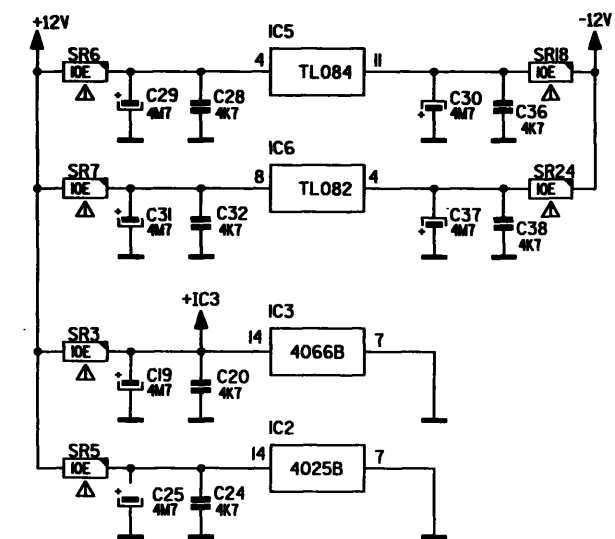 +12V
-12V
SR6
10E
C29
4M7
C28
4K7
4
IC5
TL084
11
C30
4M7
C36
4K7
SR18
10E
SR7
10E
C31
4M7
C32
4K7
8
IC6
TL082
4
C37
4M7
C38
4K7
SR24
10E
SR3
10E
C19
4M7
+IC3
C20
4K7
14
IC3
4066B
7
SR5
10E
C25
4M7
C24
4K7
14
IC2
4025B
7